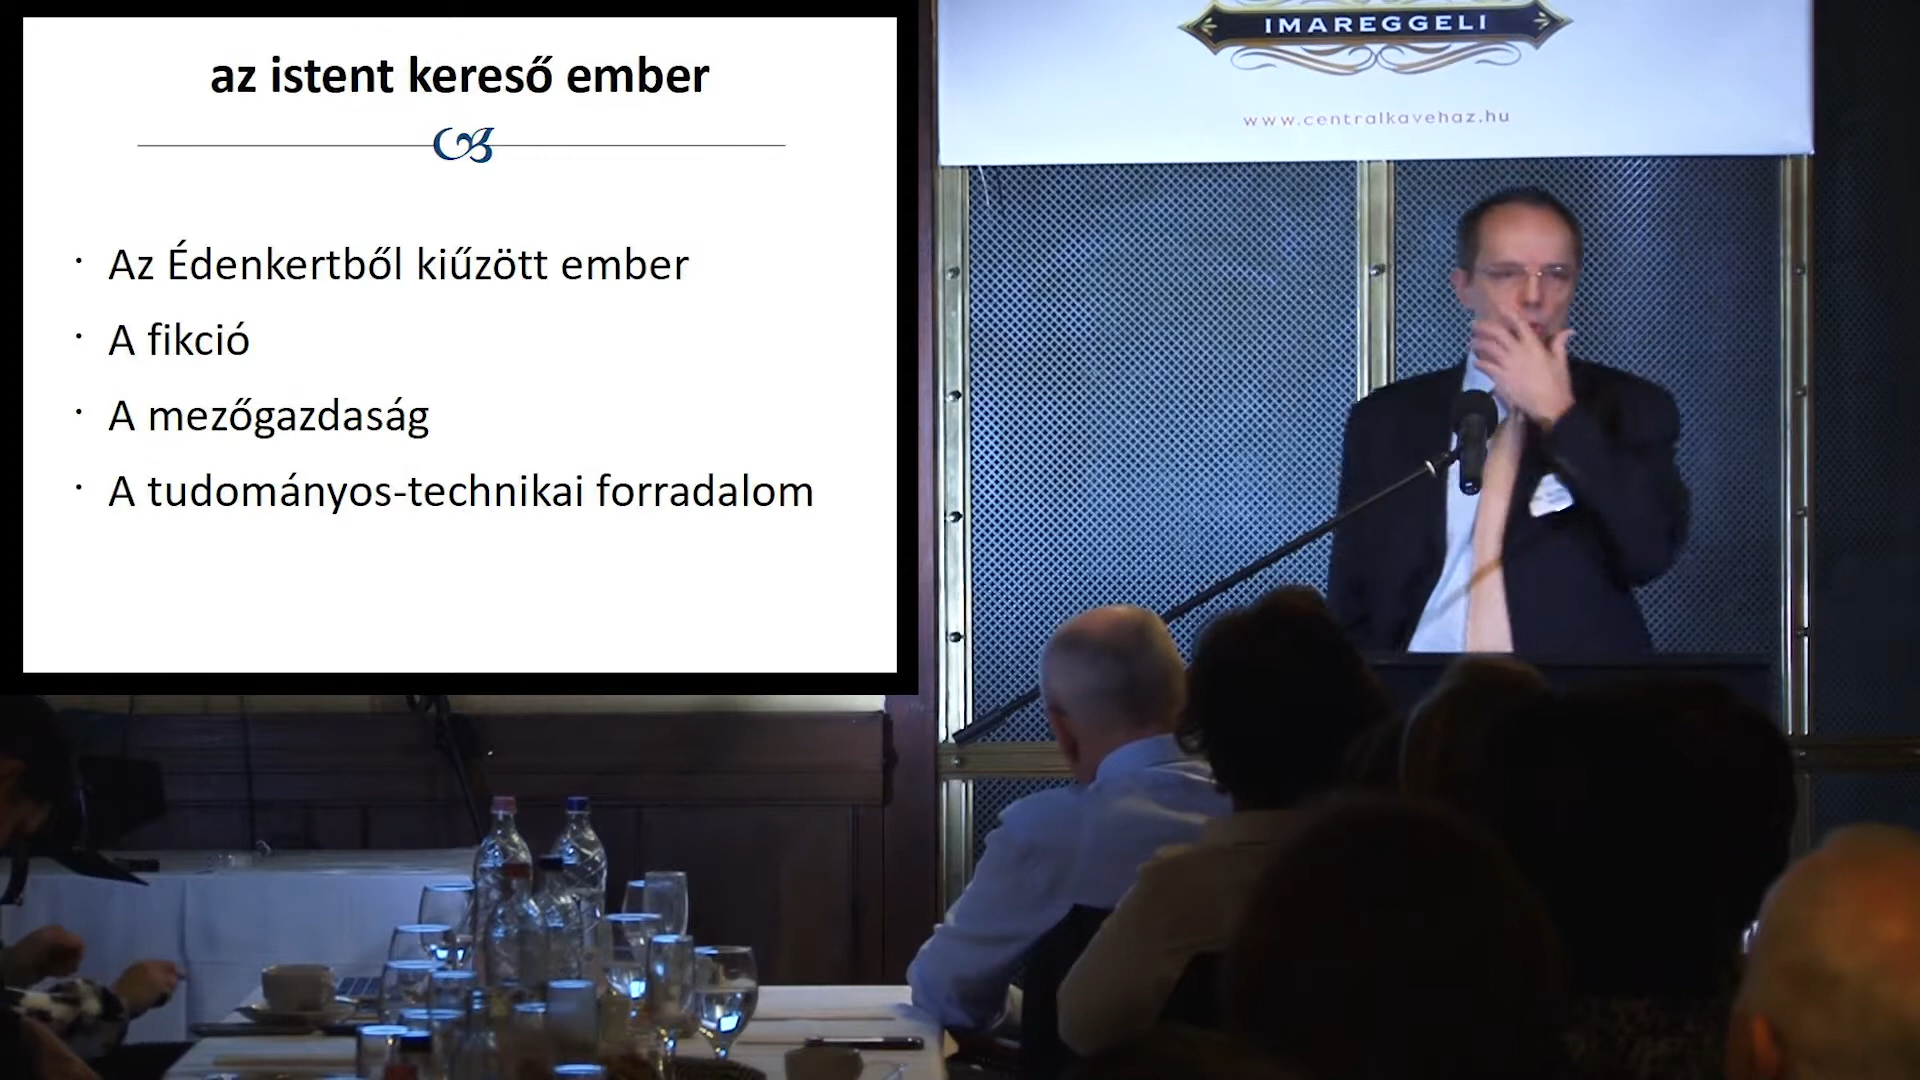 az istent kereső ember
Az Édenkertből kiűzött ember
A fikció
A mezőgazdaság
A tudományos-technikai forradalom
IMAREGGELI
www.centralkavehaz.hu